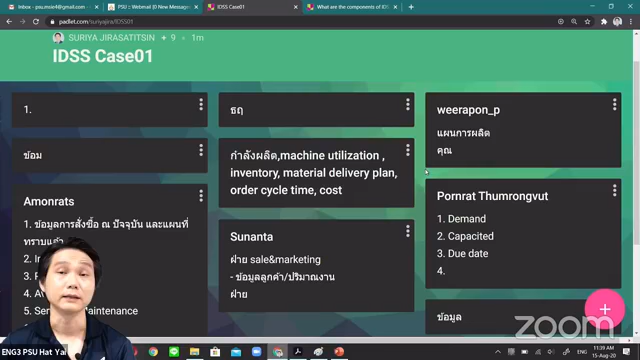 Inbox - psu.msie4@gmail.com
PSU :: Webmail (0 New Messages
IDSS Case01
What are the components of IDS
padlet.com/suriyajira/IDSS01
SURIYA JIRASATITSIN + 9 • 1m
IDSS Case01
1.
ข้อม
Amonrats
1. ข้อมูลการสั่งซื้อ ณ ปัจจุบัน และแผนที่
ทราบแล้ว
2. In
3.
4. A
5. Se
Maintenance
ธฤ
กำลังผลิต,machine utilization ,
inventory, material delivery plan,
order cycle time, cost
Sunanta
ฝ่าย sale&marketing
- ข้อมูลลูกค้า/ปริมาณงาน
ฝ่าย
weerapon_p
แผนการผลิต
คุณ
Pornrat Thumrongvut
1. Demand
2. Capacited
3. Due date
4.
ข้อมูล
+
zoom
ENG3 PSU Hat Yai
ENG
11:39 AM
15-Aug-20